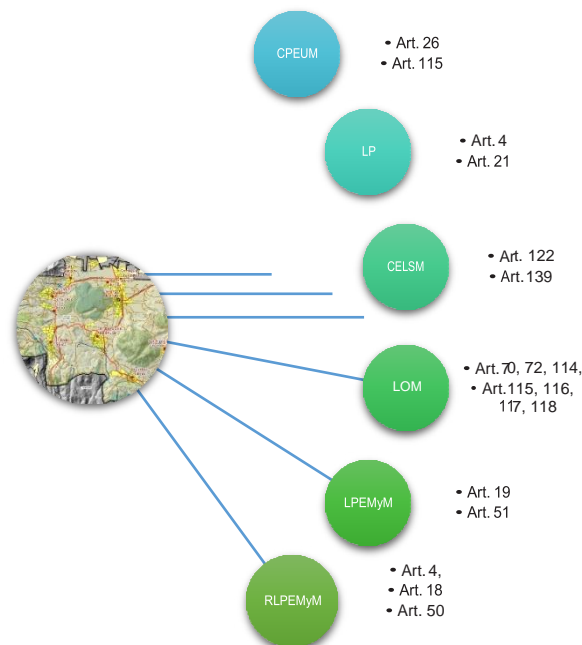 CPEUM
• Art. 26
• Art. 115
LP
• Art. 4
• Art. 21
CELSM
• Art. 122
• Art. 139
LOM
• Art. 70, 72, 114,
• Art. 115, 116,
117, 118
LPEMyM
• Art. 19
• Art. 51
RLPEMyM
• Art. 4,
• Art. 18
• Art. 50